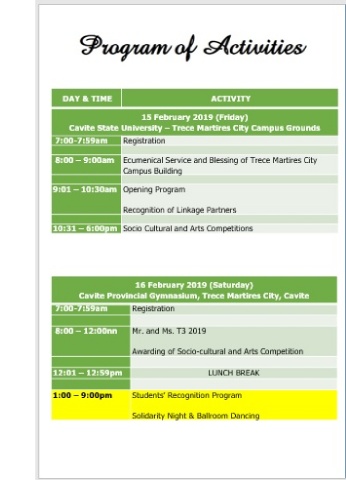 Program of Activities
DAY & TIME ACTIVITY
15 February 2019 (Friday)
Cavite State University – Trece Martires City Campus Grounds
7:00-7:59am Registration
8:00 – 9:00am Ecumenical Service and Blessing of Trece Martires City
Campus Building
9:01 – 10:30am Opening Program
Recognition of Linkage Partners
10:31 – 6:00pm Socio Cultural and Arts Competitions
16 February 2019 (Saturday)
Cavite Provincial Gymnasium, Trece Martires City, Cavite
7:00-7:59am Registration
8:00 – 12:00nn Mr. and Ms. T3 2019
Awarding of Socio-cultural and Arts Competition
12:01 – 12:59pm LUNCH BREAK
1:00 – 9:00pm Students' Recognition Program
Solidarity Night & Ballroom Dancing